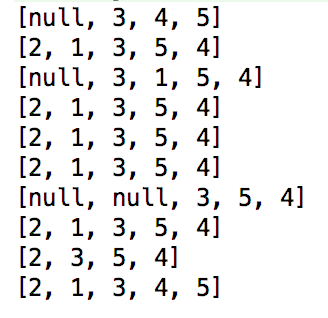 [null, 3, 4, 5]
[2, 1, 3, 5, 4]
[null, 3, 1, 5, 4]
[2, 1, 3, 5, 4]
[2, 1, 3, 5, 4]
[2, 1, 3, 5, 4]
[null, null, 3, 5, 4]
[2, 1, 3, 5, 4]
[2, 3, 5, 4]
[2, 1, 3, 4, 5]